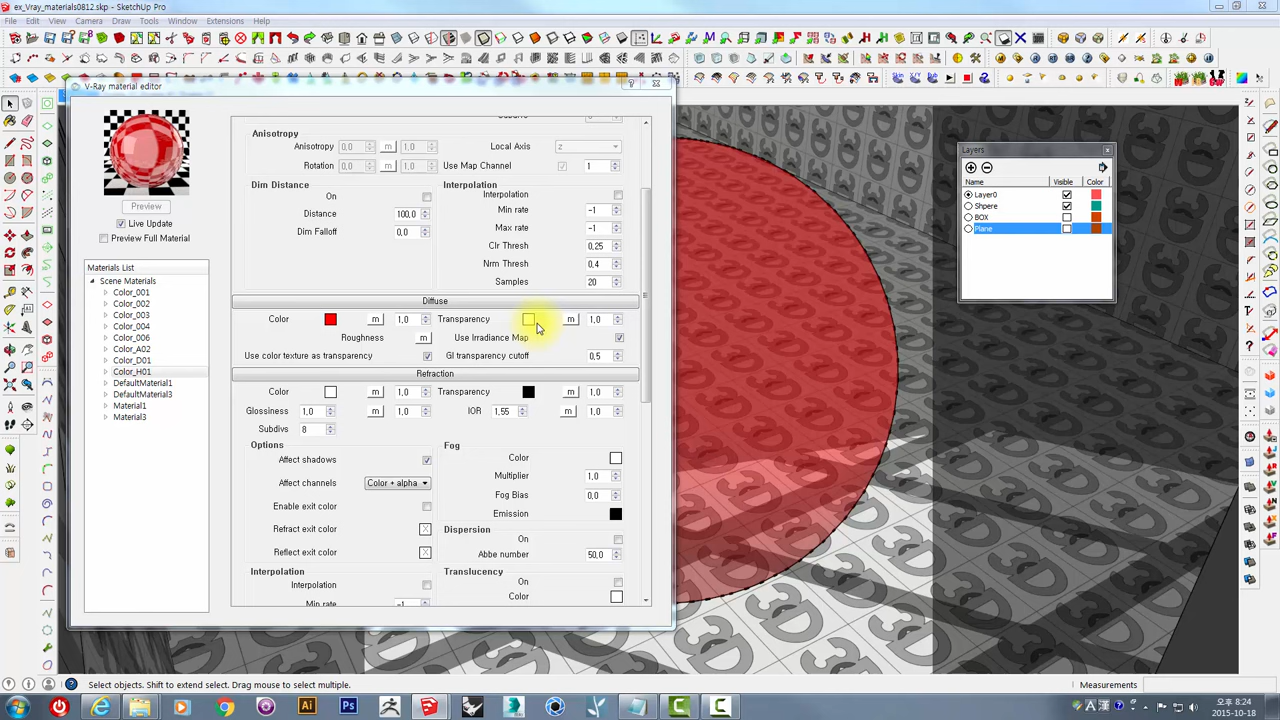 ex_Vray_materials0812.skp - SketchUp Pro
File Edit View Camera Draw Tools Window Extensions Help
V-Ray material editor
Preview
Live Update
Preview Full Material
Materials List
Scene Materials
Color_001
Color_002
Color_003
Color_004
Color_006
Color_A02
Color_D01
Color_H01
DefaultMaterial1
DefaultMaterial3
Material1
Material3
Anisotropy
Anisotropy 0,0 m 1,0 Local Axis z
Rotation 0,0 m 1,0 Use Map Channel 1
Dim Distance Interpolation
On Interpolation
Distance 100,0 Min rate -1
Dim Falloff 0,0 Max rate -1
Clr Thresh 0,25
Nrm Thresh 0,4
Samples 20
Diffuse
Color m 1,0 Transparency m 1,0
Roughness m Use Irradiance Map
Use color texture as transparency GI transparency cutoff 0,5
Refraction
Color m 1,0 Transparency m 1,0
Glossiness 1,0 m 1,0 IOR 1,55 m 1,0
Subdivs 8
Options Fog
Affect shadows Color
Affect channels Color + alpha Multiplier 1,0
Enable exit color Fog Bias 0,0
Refract exit color X Emission
Reflect exit color X Dispersion
On
Abbe number 50,0
Interpolation Translucency
Interpolation On
Min rate -1 Color
Layers
Name Visible Color
Layer0
Shpere
BOX
Plane
Select objects. Shift to extend select. Drag mouse to select multiple.
Measurements
Ai
Ps
오후 8:24
2015-10-18